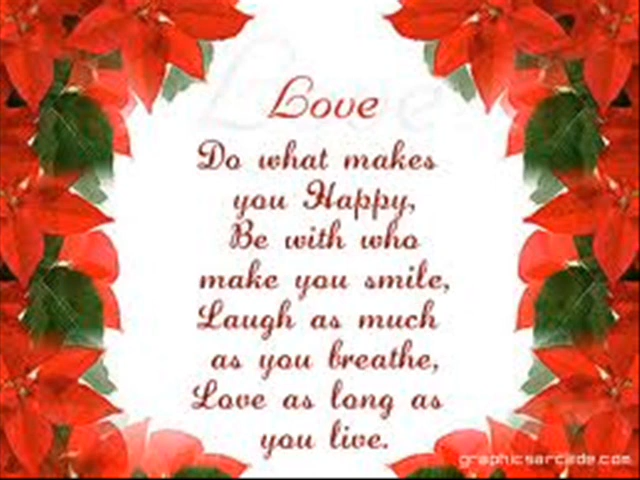 Love
Do what makes
you Happy,
Be with who
make you smile,
Laugh as much
as you breathe,
Love as long as
you live.
graphicsarcade.com